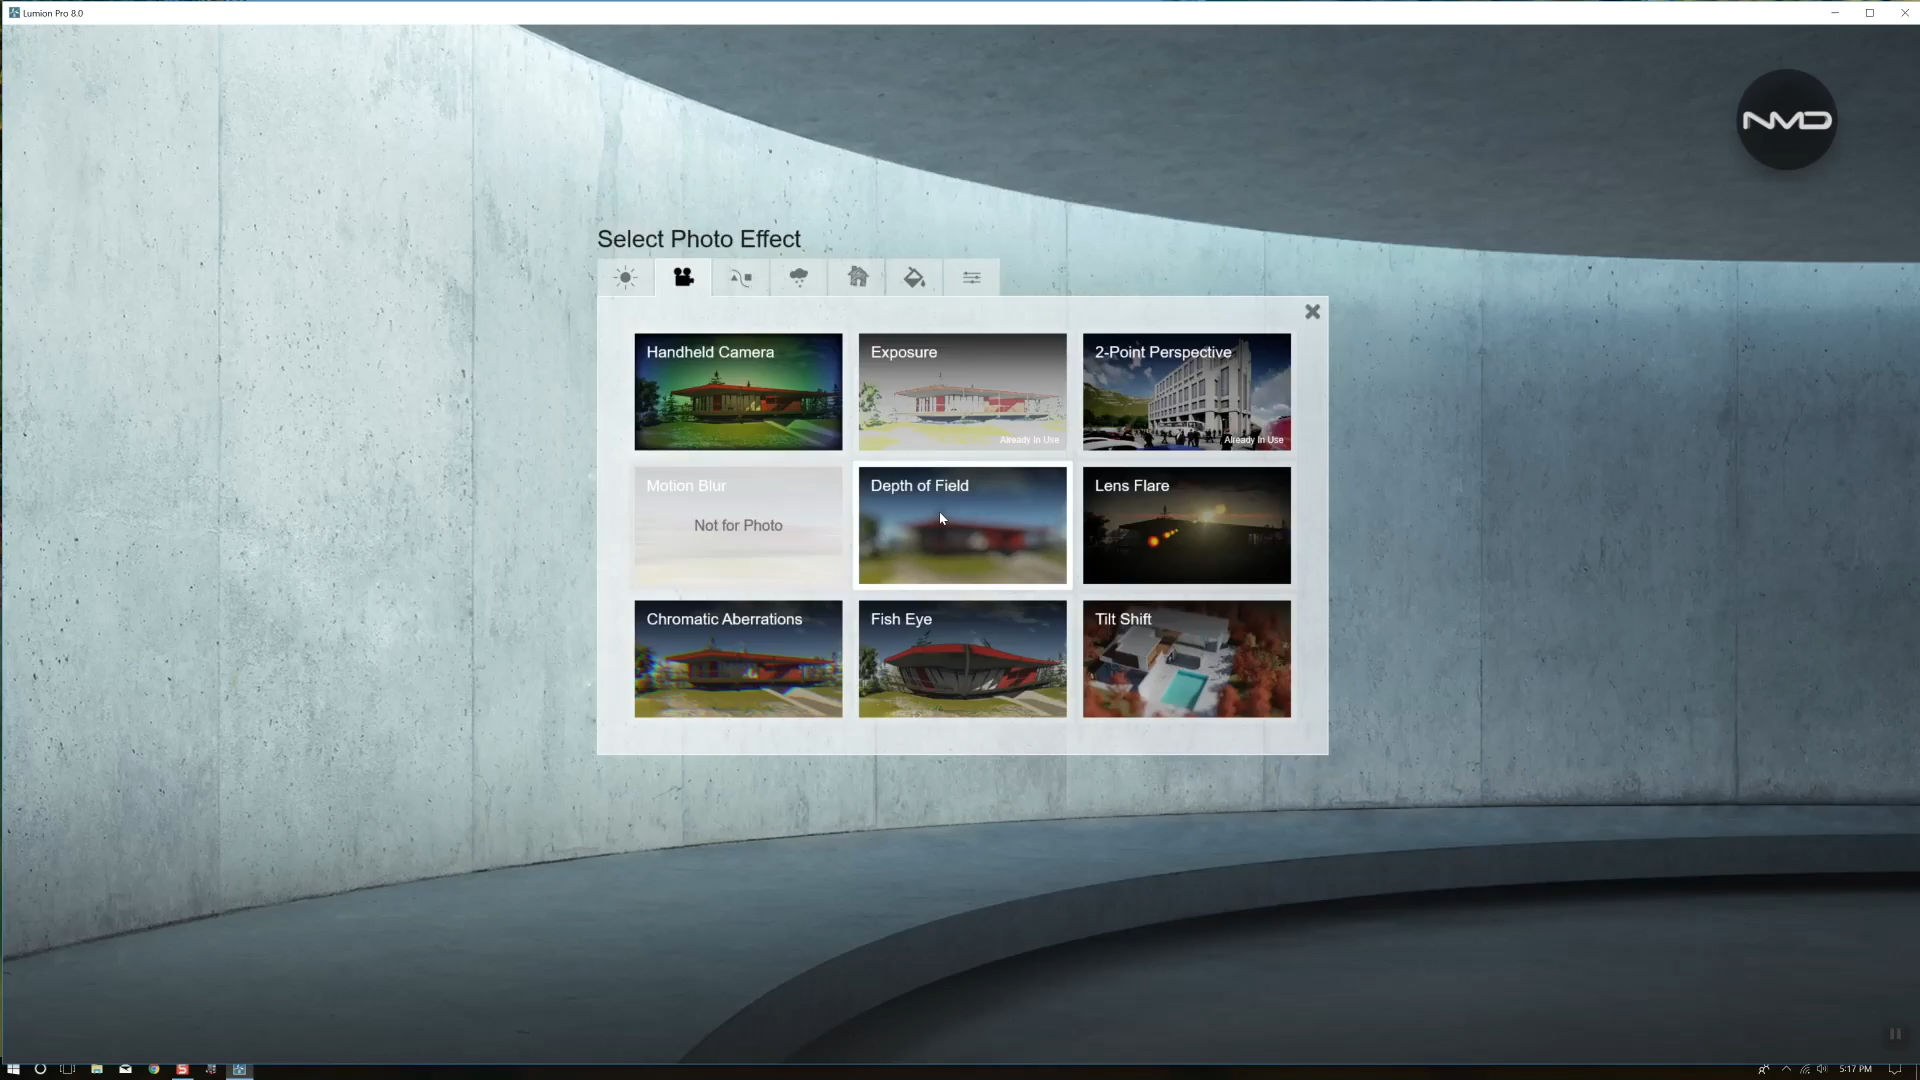 Lumion Pro 8.0
NMD
Select Photo Effect
Handheld Camera
Exposure
Already In Use
2-Point Perspective
Already In Use
Motion Blur
Not for Photo
Depth of Field
Lens Flare
Chromatic Aberrations
Fish Eye
Tilt Shift
5:17 PM